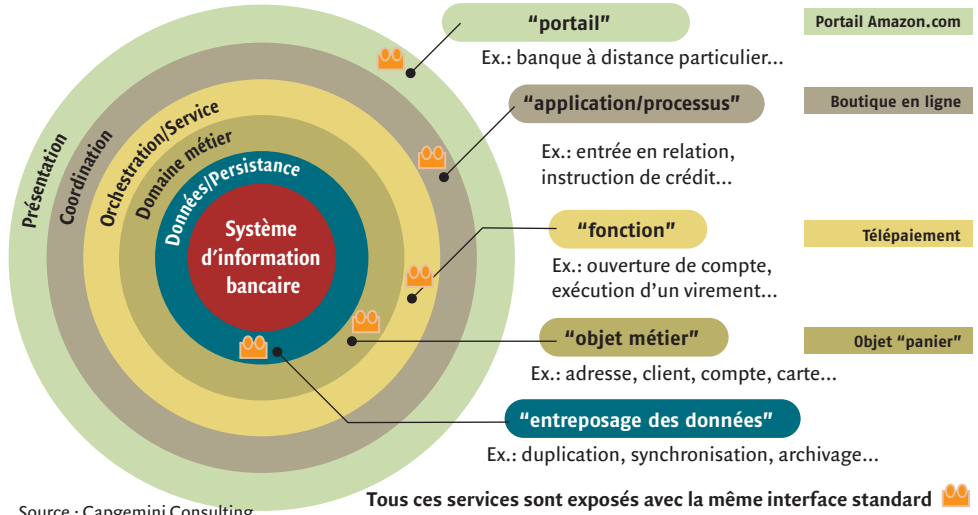 “portail”
Portail Amazon.com
Ex.: banque à distance particulier...
“application/processus”
Boutique en ligne
Ex.: entrée en relation,
instruction de crédit...
“fonction”
Télépaiement
Ex.: ouverture de compte,
exécution d’un virement...
“objet métier”
Objet “panier”
Ex.: adresse, client, compte, carte...
“entreposage des données”
Ex.: duplication, synchronisation, archivage...
Présentation
Coordination
Orchestration/Service
Domaine métier
Données/Persistance
Système
d’information
bancaire
Tous ces services sont exposés avec la même interface standard
Source : Capgemini Consulting